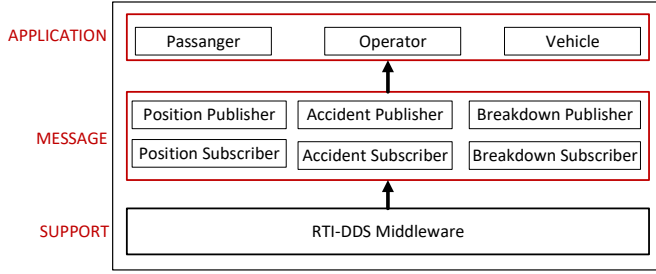 APPLICATION
Passanger
Operator
Vehicle
MESSAGE
Position Publisher
Accident Publisher
Breakdown Publisher
Position Subscriber
Accident Subscriber
Breakdown Subscriber
SUPPORT
RTI-DDS Middleware